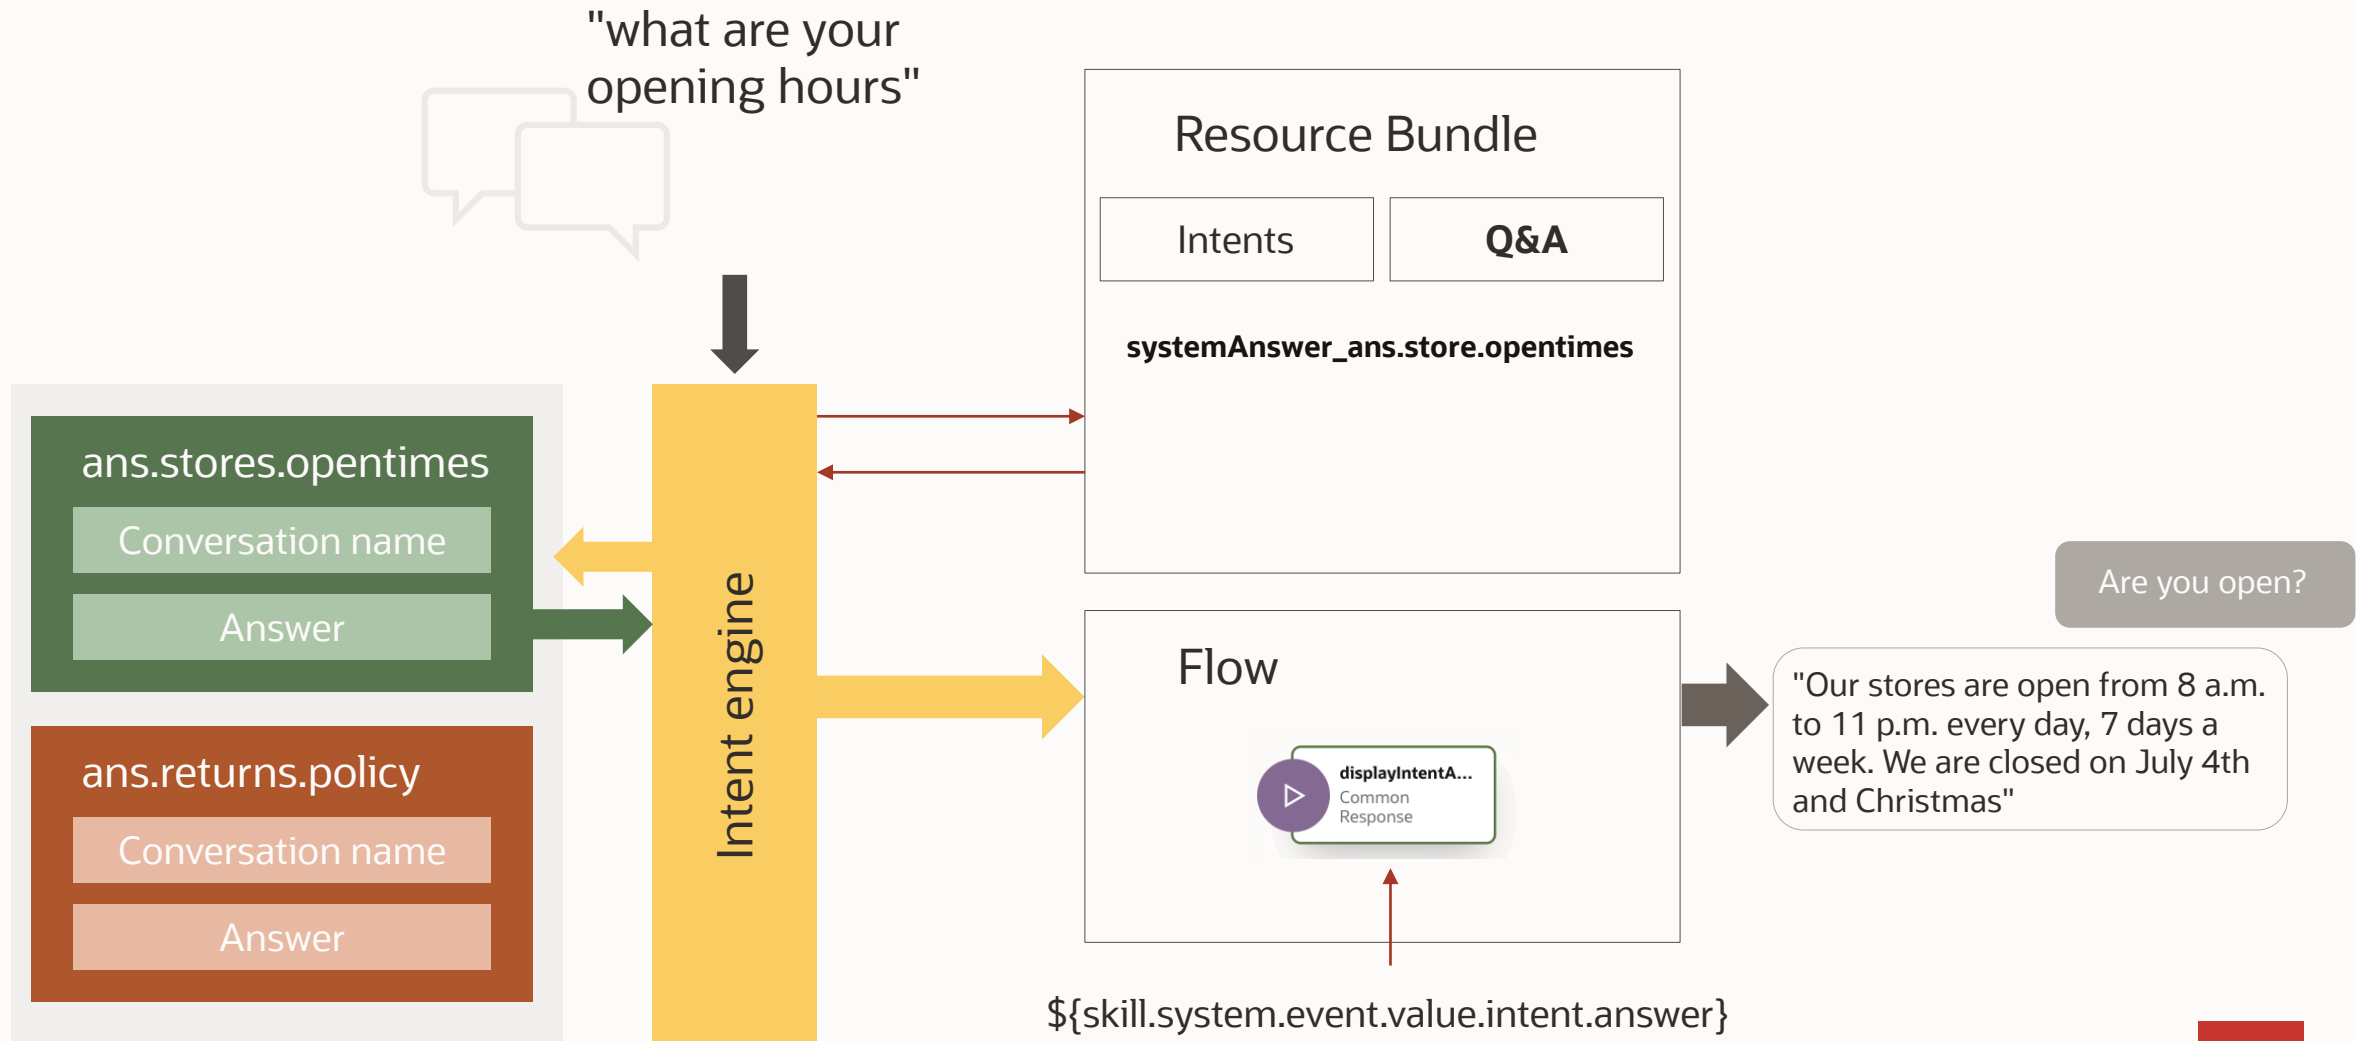 "what are your
opening hours"
Resource Bundle
Intents
Q&A
systemAnswer_ans.store.opentimes
ans.stores.opentimes
Conversation name
Answer
ans.returns.policy
Conversation name
Answer
Intent engine
Flow
displayIntentA...
Common
Response
${skill.system.event.value.intent.answer}
Are you open?
"Our stores are open from 8 a.m.
to 11 p.m. every day, 7 days a
week. We are closed on July 4th
and Christmas"